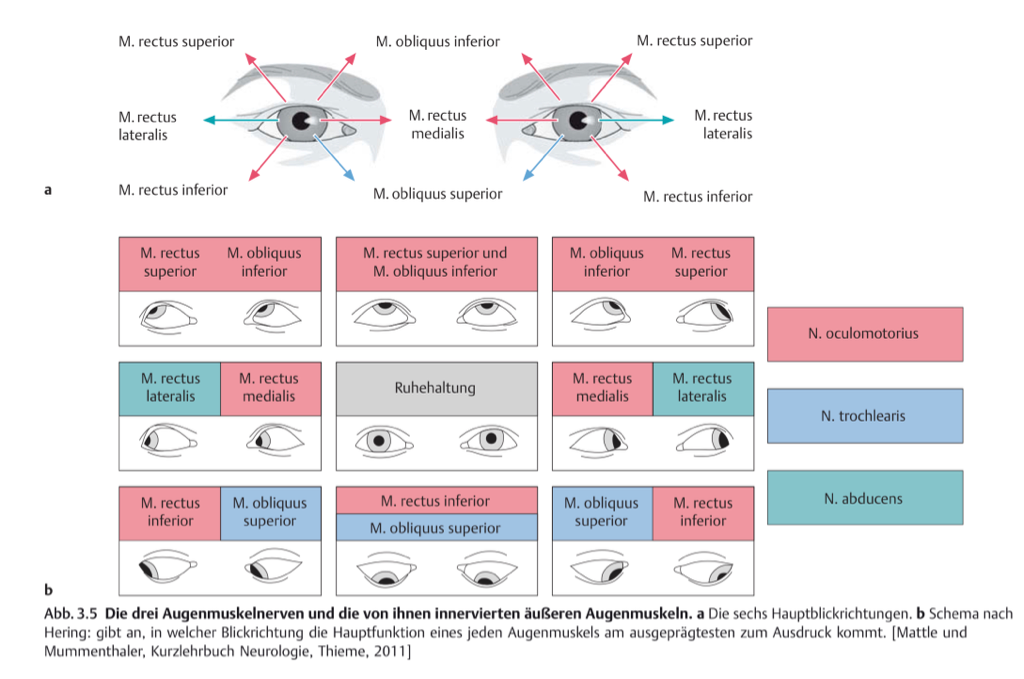 M. rectus superior
M. obliquus inferior
M. rectus superior
M. rectus
lateralis
M. rectus
medialis
M. rectus
lateralis
a
M. rectus inferior
M. obliquus superior
M. rectus inferior
M. rectus
superior
M. obliquus
inferior
M. rectus superior und
M. obliquus inferior
M. obliquus
inferior
M. rectus
superior
N. oculomotorius
M. rectus
lateralis
M. rectus
medialis
Ruhehaltung
M. rectus
medialis
M. rectus
lateralis
N. trochlearis
M. rectus
inferior
M. obliquus
superior
M. rectus inferior
M. obliquus superior
M. obliquus
superior
M. rectus
inferior
N. abducens
b
Abb. 3.5 Die drei Augenmuskelnerven und die von ihnen innervierten äußeren Augenmuskeln. a Die sechs Hauptblickrichtungen. b Schema nach
Hering: gibt an, in welcher Blickrichtung die Hauptfunktion eines jeden Augenmuskels am ausgeprägtesten zum Ausdruck kommt. [Mattle und
Mummenthaler, Kurzlehrbuch Neurologie, Thieme, 2011]